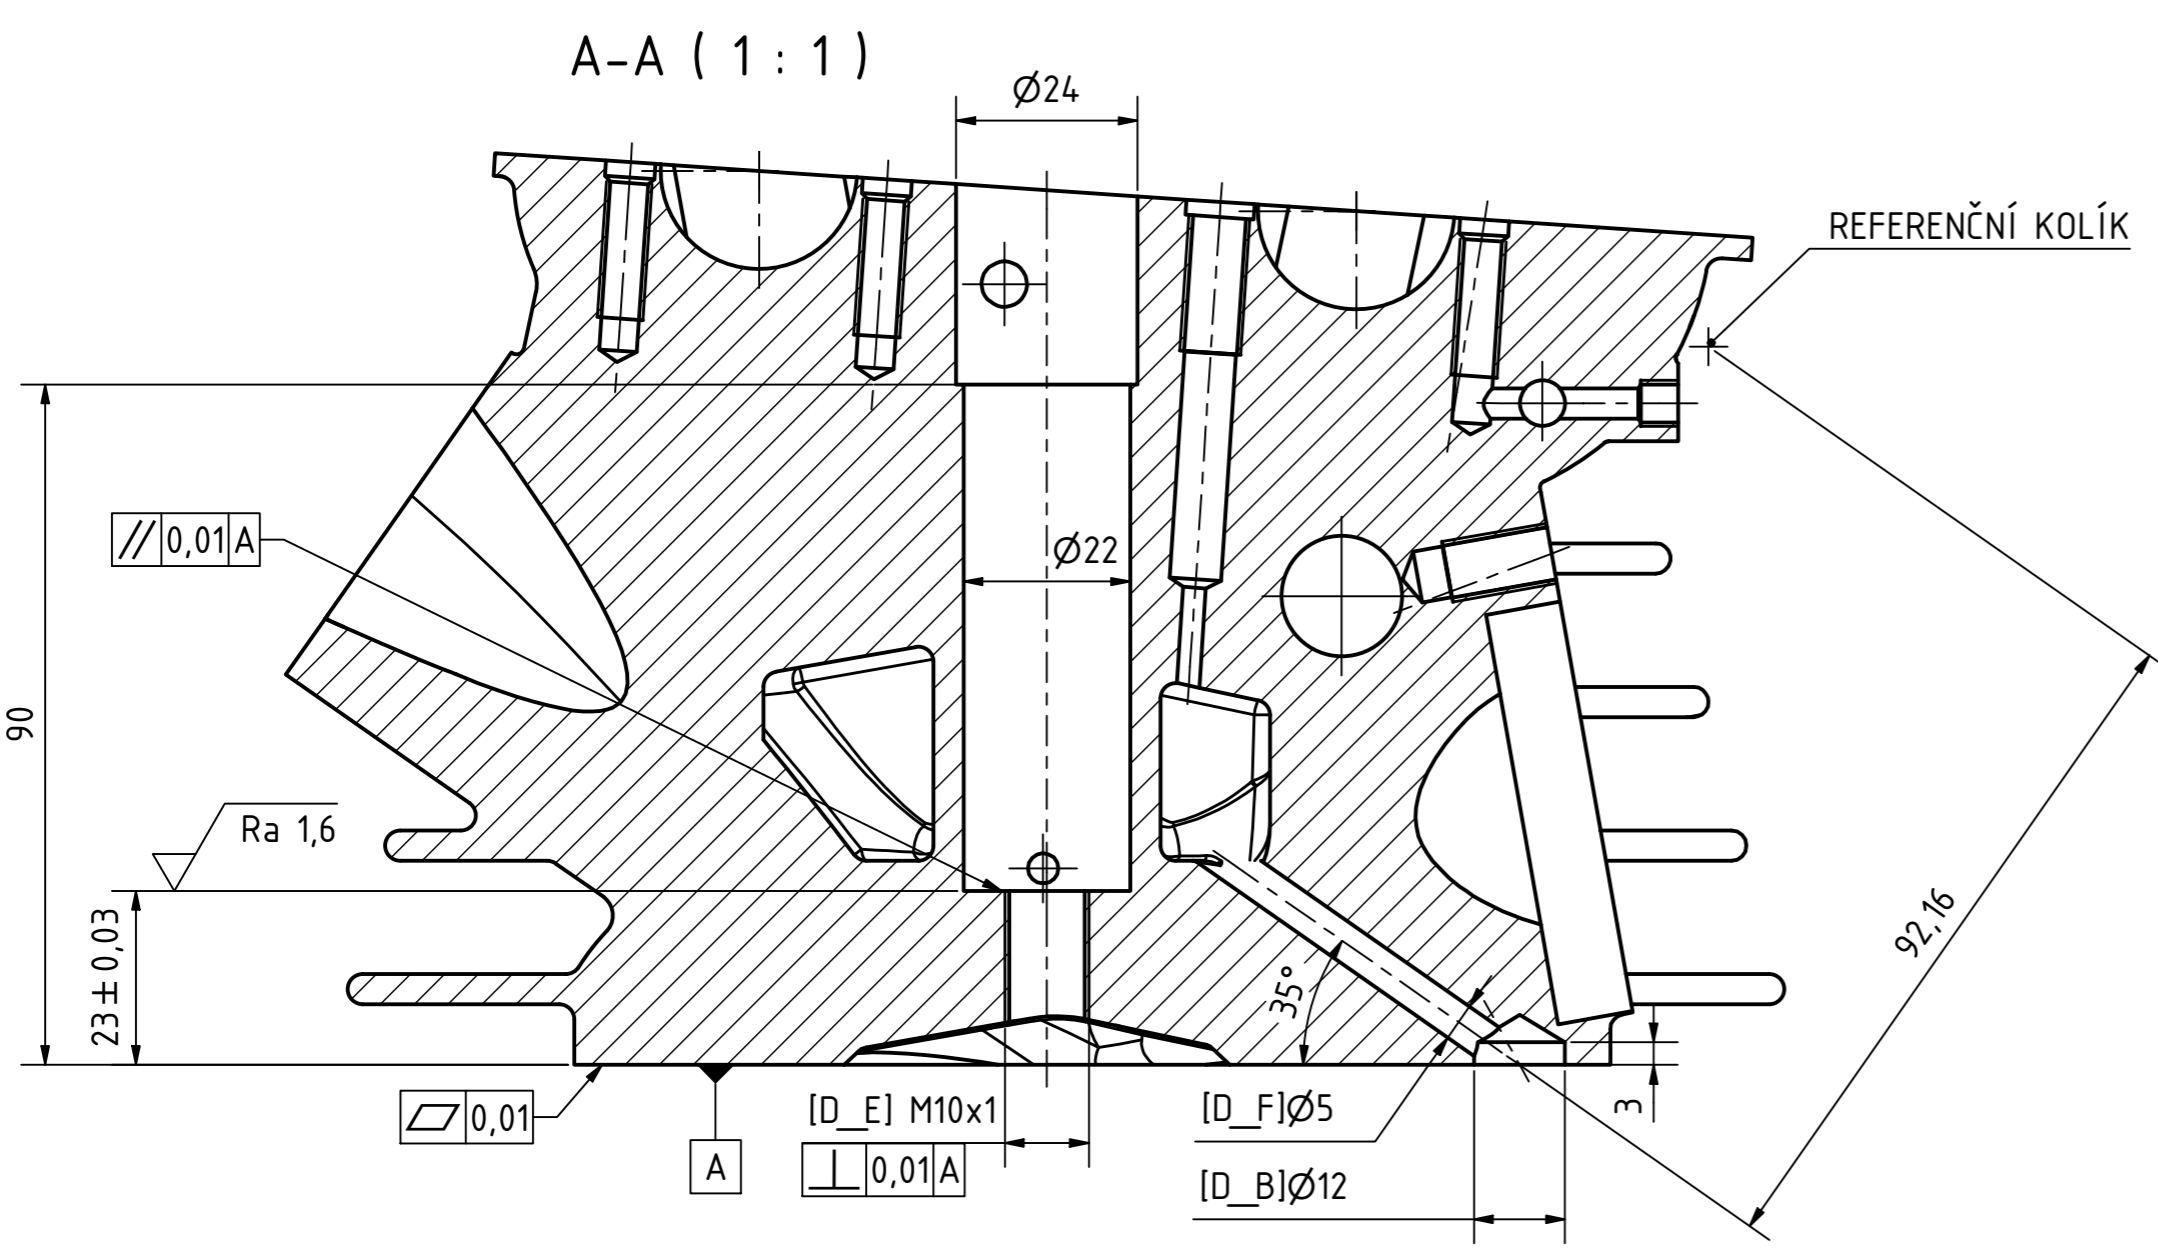 A-A ( 1 : 1 )
Ø24
REFERENČNÍ KOLÍK
// 0,01 A
Ø22
90
Ra 1,6
23±0,03
35°
92,16
⏥ 0,01
A
[D_E] M10x1
⊥ 0,01 A
[D_F]Ø5
3
[D_B]Ø12